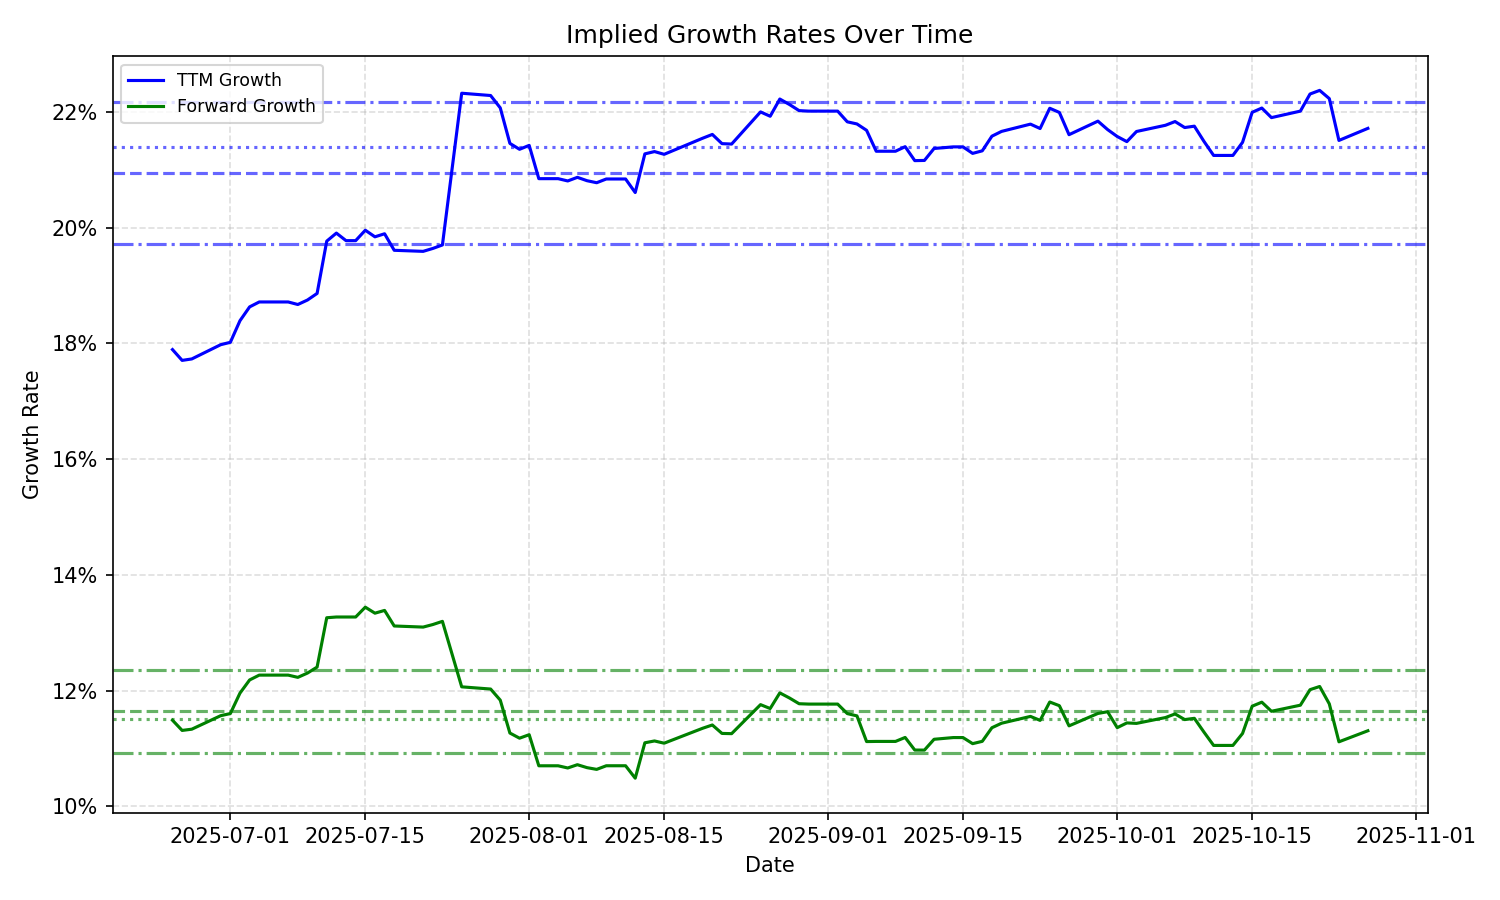 Implied Growth Rates Over Time
TTM Growth
Forward Growth
22%
20%
18%
16%
14%
12%
10%
Growth Rate
2025-07-01 2025-07-15 2025-08-01 2025-08-15 2025-09-01 2025-09-15 2025-10-01 2025-10-15 2025-11-01
Date